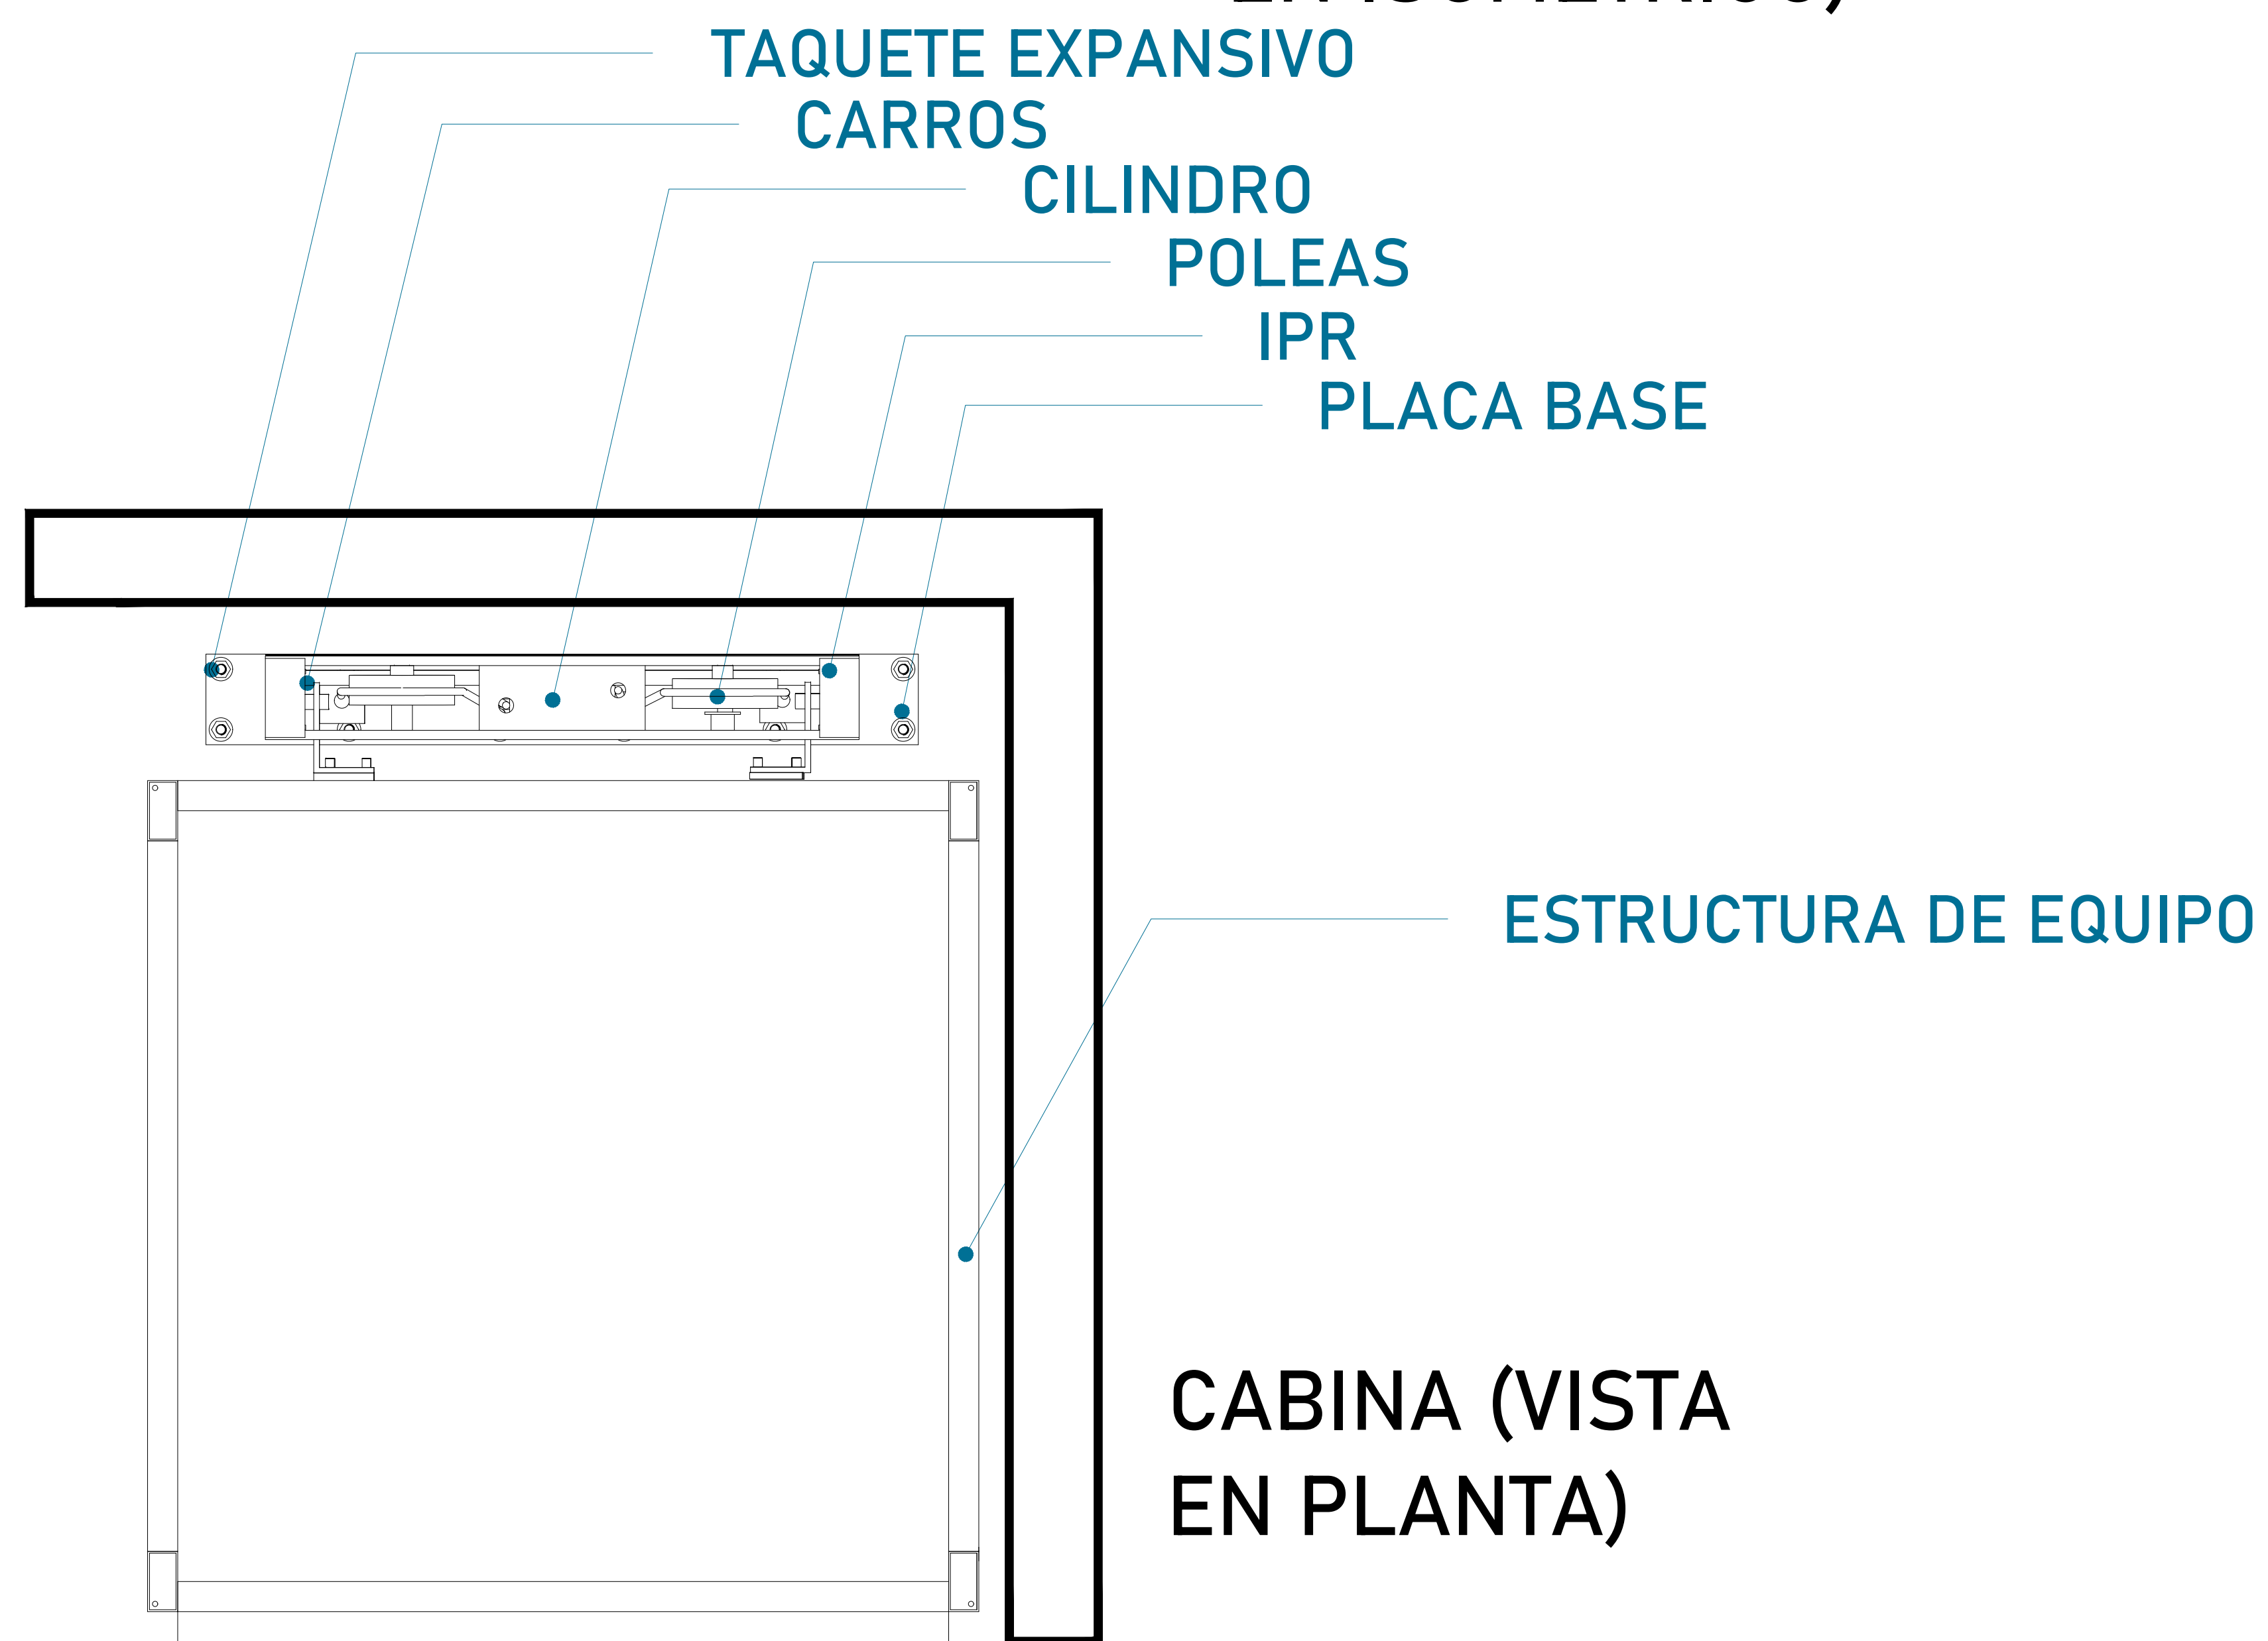 TAQUETE EXPANSIVO
CARROS
CILINDRO
POLEAS
IPR
PLACA BASE
ESTRUCTURA DE EQUIPO
CABINA (VISTA
EN PLANTA)